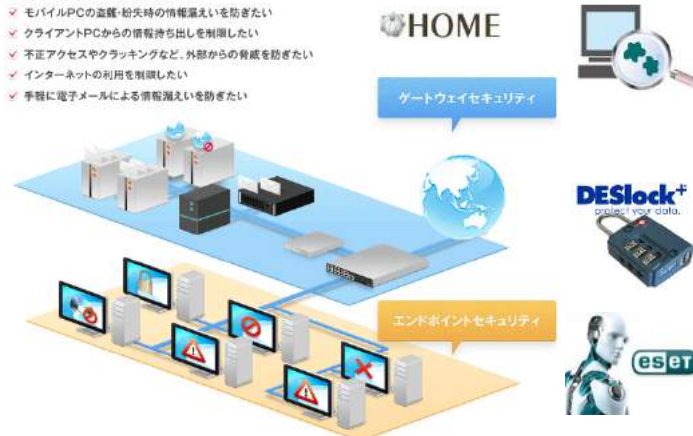 モバイルPCの盗難・紛失時の情報漏えいを防ぎたい
クライアントPCからの情報持ち出しを制限したい
不正アクセスやクラッキングなど、外部からの脅威を防ぎたい
インターネットの利用を制限したい
手軽に電子メールによる情報漏えいを防ぎたい
HOME
ゲートウェイセキュリティ
DESlock+
protect your data.
エンドポイントセキュリティ
eseT